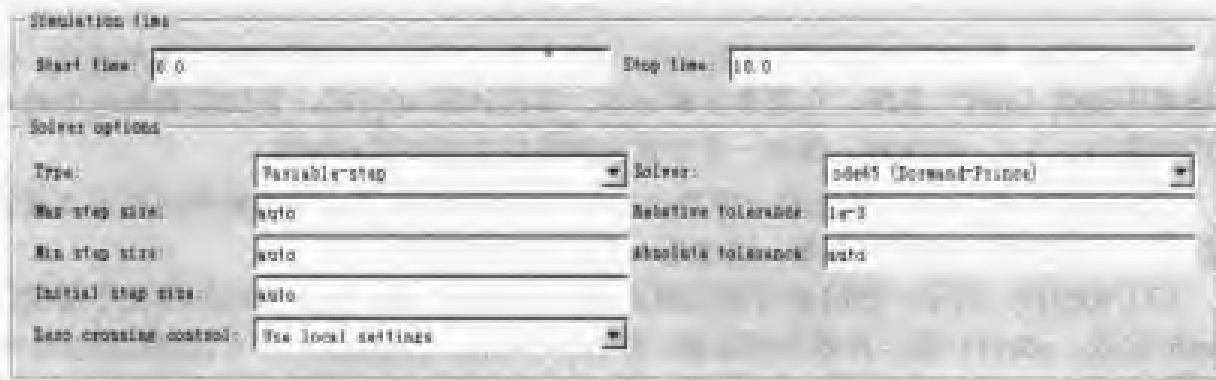 Simulation time
Start time: 0.0 Stop time: 10.0
Solver options
Type: Variable-step Solver: ode45 (Dormand-Prince)
Max step size: auto Relative tolerance: 1e-3
Min step size: auto Absolute tolerance: auto
Initial step size: auto
Zero crossing control: Use local settings